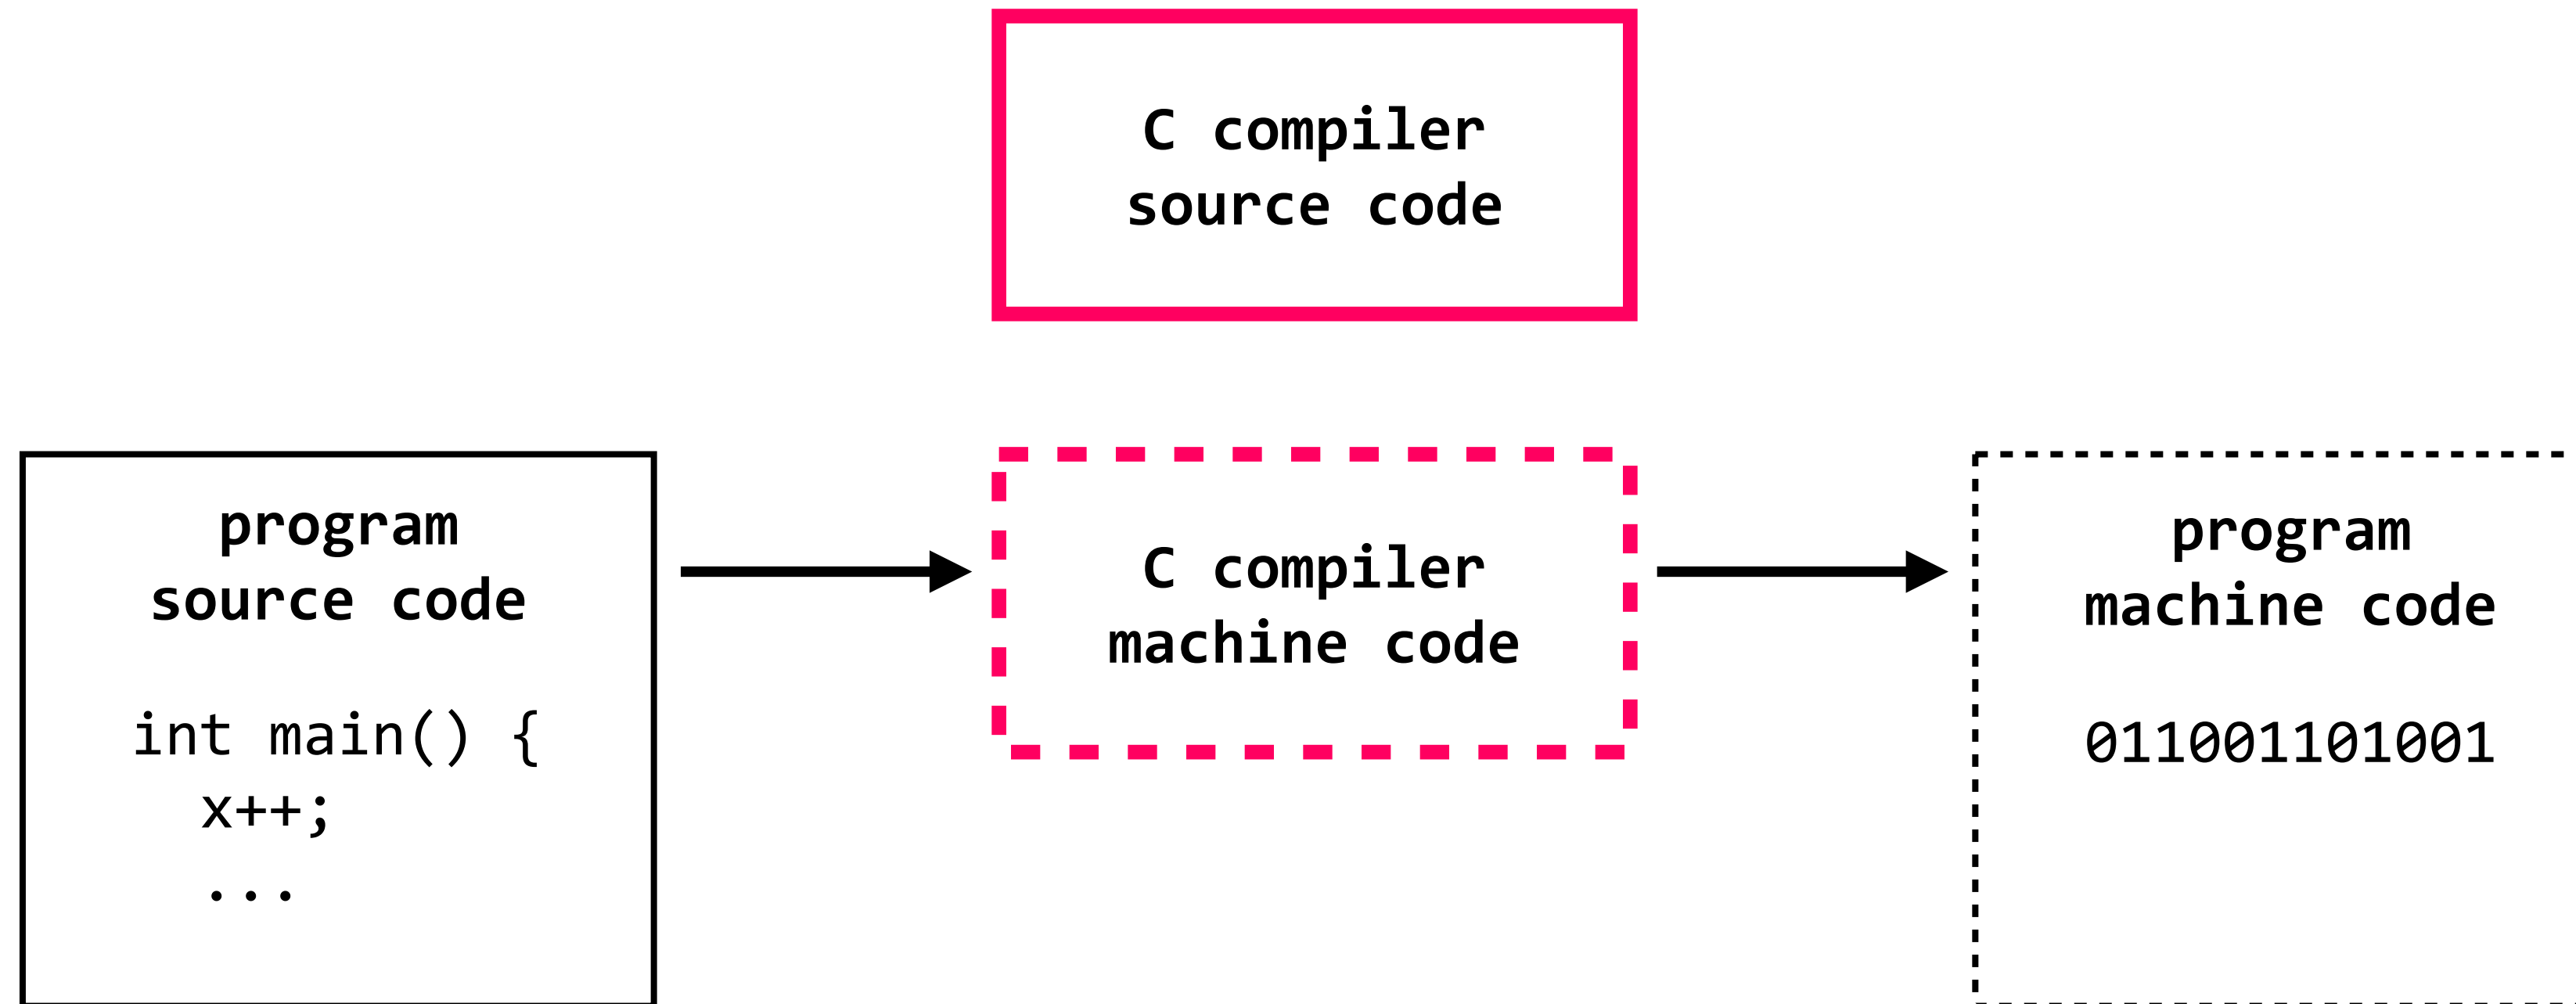 C compiler
source code
program
source code
int main() {
x++;
...
C compiler
machine code
program
machine code
011001101001